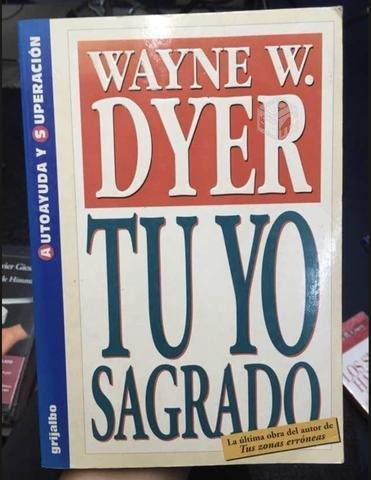 WAYNE W.
DYER
TU YO
SAGRADO
La última obra del autor de
Tus zonas erróneas
AUTOAYUDA Y SUPERACIÓN
grijalbo